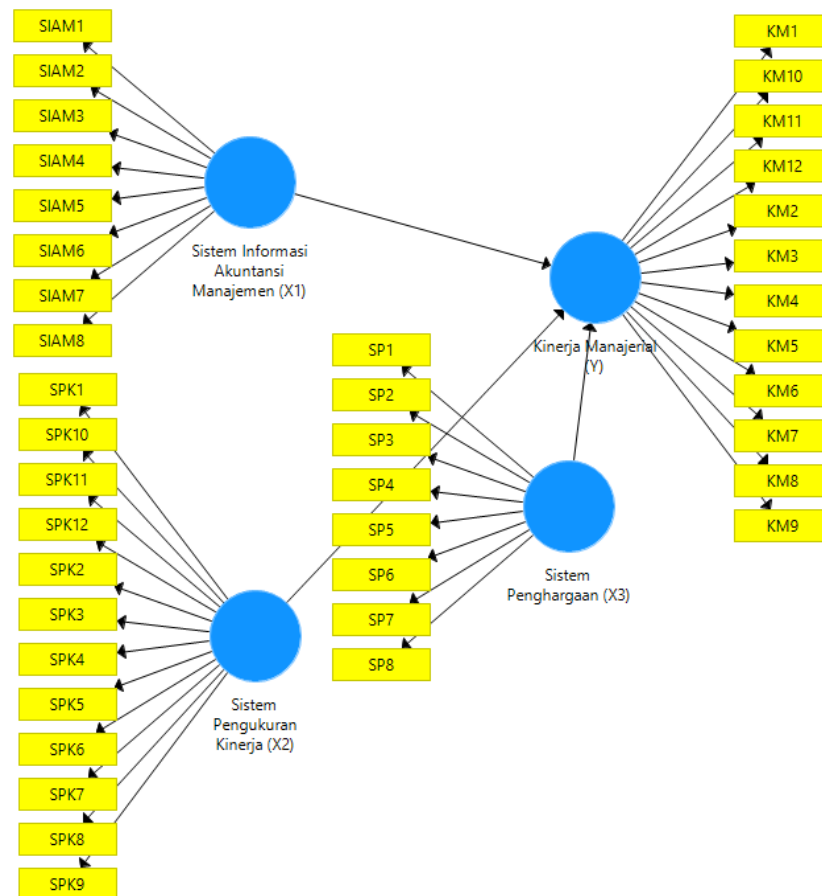 SIAM1
SIAM2
SIAM3
SIAM4
SIAM5
SIAM6
SIAM7
SIAM8
Sistem Informasi
Akuntansi
Manajemen (X1)
KM1
KM10
KM11
KM12
KM2
KM3
KM4
KM5
KM6
KM7
KM8
KM9
Kinerja Manajerial
(Y)
SP1
SP2
SP3
SP4
SP5
SP6
SP7
SP8
Sistem
Penghargaan (X3)
SPK1
SPK10
SPK11
SPK12
SPK2
SPK3
SPK4
SPK5
SPK6
SPK7
SPK8
SPK9
Sistem
Pengukuran
Kinerja (X2)